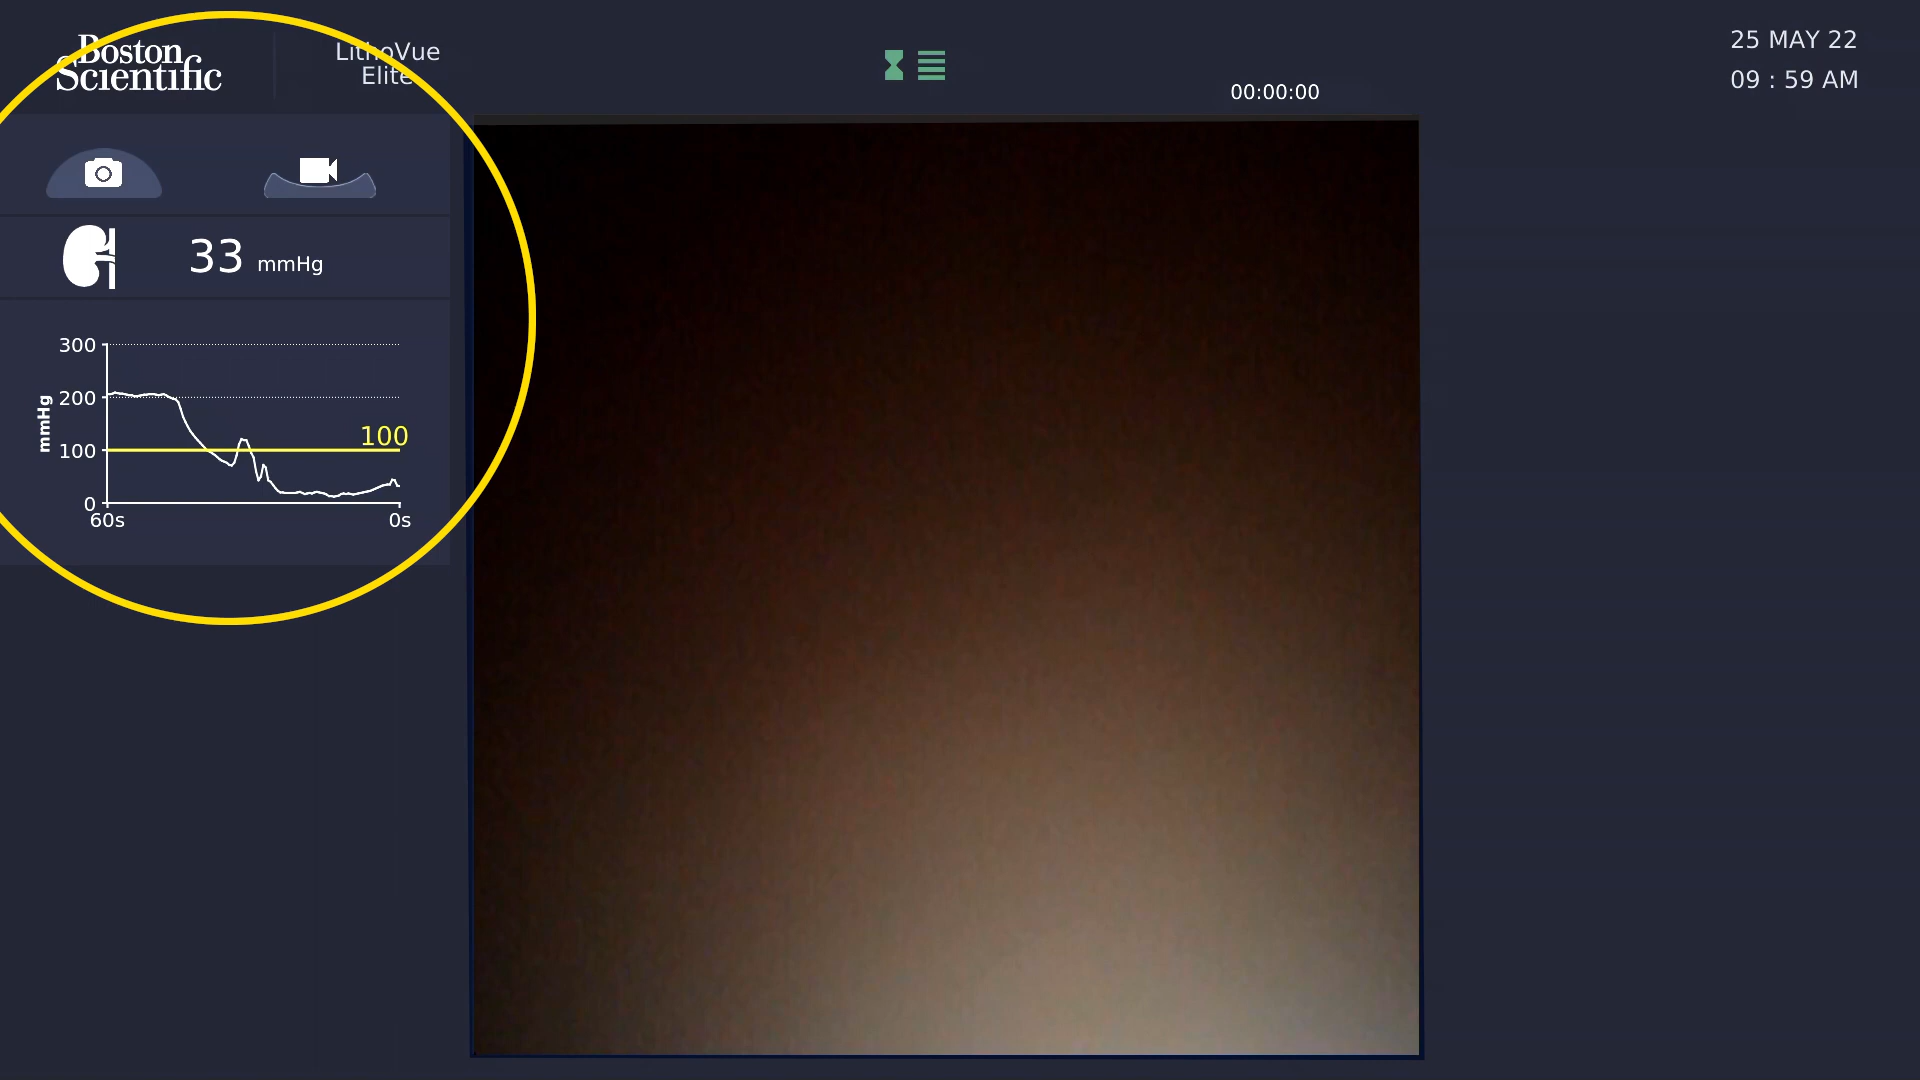 Boston
Scientific
LithoVue
Elite
25 MAY 22
09 : 59 AM
00:00:00
33 mmHg
mmHg
300
200
100
100
0
60s
0s